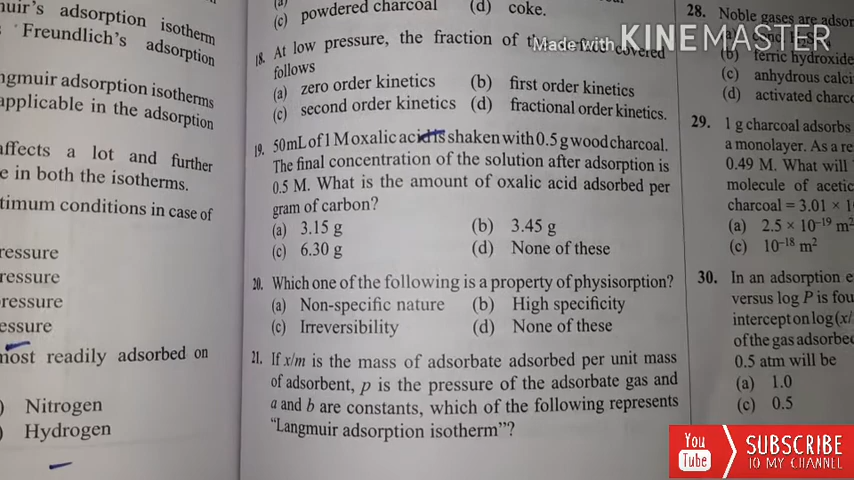 muir's adsorption isotherm
Freundlich's adsorption
ngmuir adsorption isotherms
applicable in the adsorption
affects a lot and further
e in both the isotherms.
timum conditions in case of
ressure
ressure
ressure
essure
most readily adsorbed on
) Nitrogen
) Hydrogen
(c) powdered charcoal (d) coke.
18. At low pressure, the fraction of covered
follows
(a) zero order kinetics (b) first order kinetics
(c) second order kinetics (d) fractional order kinetics.
19. 50 mL of 1 M oxalic acid is shaken with 0.5 g wood charcoal.
The final concentration of the solution after adsorption is
0.5 M. What is the amount of oxalic acid adsorbed per
gram of carbon?
(a) 3.15 g (b) 3.45 g
(c) 6.30 g (d) None of these
20. Which one of the following is a property of physisorption?
(a) Non-specific nature (b) High specificity
(c) Irreversibility (d) None of these
21. If x/m is the mass of adsorbate adsorbed per unit mass
of adsorbent, p is the pressure of the adsorbate gas and
a and b are constants, which of the following represents
"Langmuir adsorption isotherm"?
28. Noble gases are adsor
(b) ferric hydroxide
(c) anhydrous calci
(d) activated charc
29. 1 g charcoal adsorbs
a monolayer. As a re
0.49 M. What will
molecule of acetic
charcoal = 3.01 × 1
(a) 2.5 × 10⁻¹⁹ m²
(c) 10⁻¹⁸ m²
30. In an adsorption e
versus log P is fou
intercept on log (x/
of the gas adsorbed
0.5 atm will be
(a) 1.0
(c) 0.5
Made with KINEMASTER
You Tube
SUBSCRIBE
TO MY CHANNEL